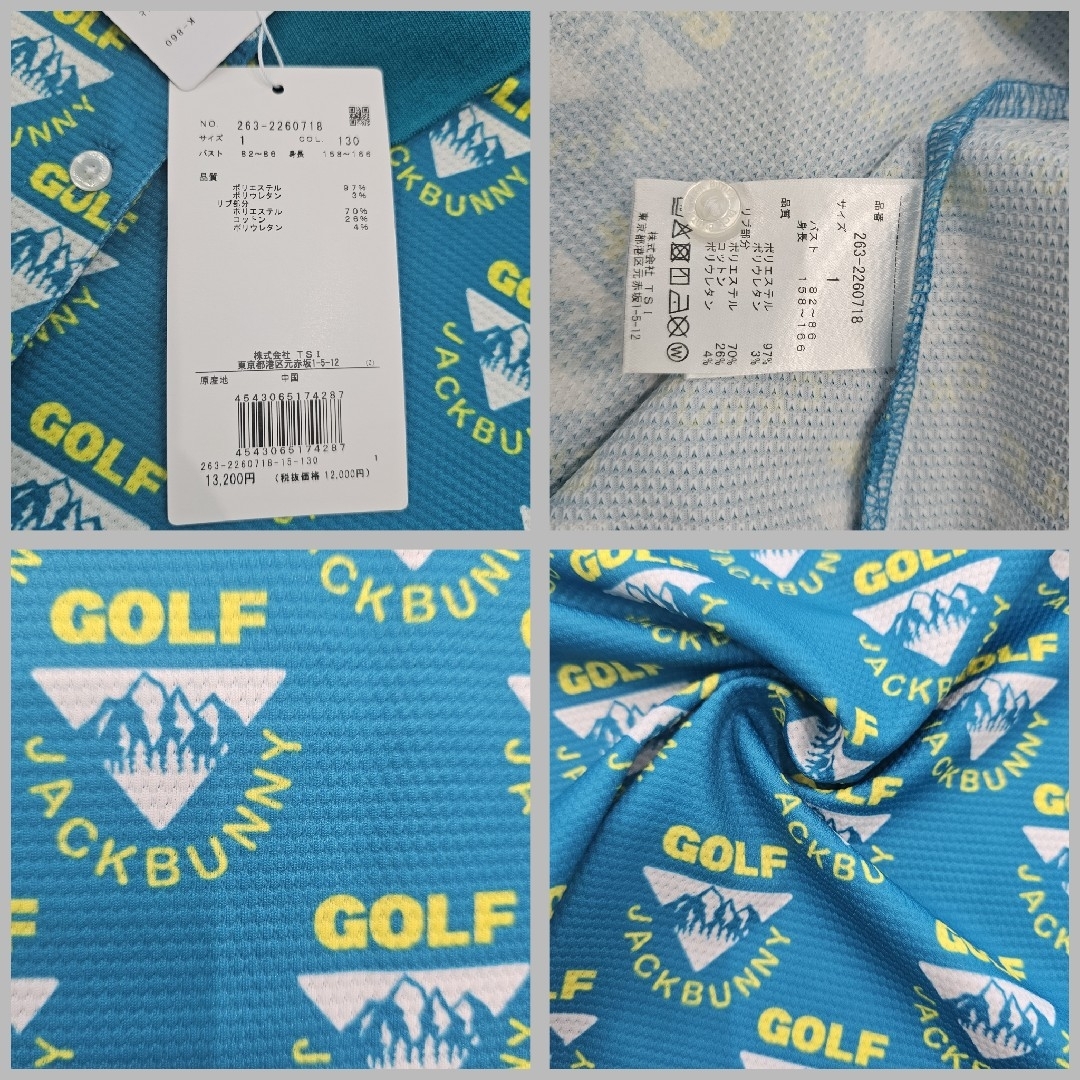 K-860
NO 263-2260718
サイズ 1 COL. 130
バスト 82~86 身長 158~166
品質
ポリエステル 97%
ポリウレタン 3%
リブ部分
ポリエステル 70%
コットン 26%
ポリウレタン 4%
株式会社 TSI
東京都港区元赤坂1-5-12
原産地 中国
4543065174287
4543065174287
263-2260718-15-130 1
13,200円 (税抜価格 12,000円)
品番 263-2260718
サイズ 1
バスト 82~86
身長 158~166
品質
ポリエステル 97%
ポリウレタン 3%
リブ部分
ポリエステル 70%
コットン 26%
ポリウレタン 4%
株式会社 TSI
東京都港区元赤坂1-5-12
GOLF
JACKBUNNY
GOLF
JACKBUNNY
GOLF
JACKBUNNY
GOLF
JACKBUNNY
GOLF